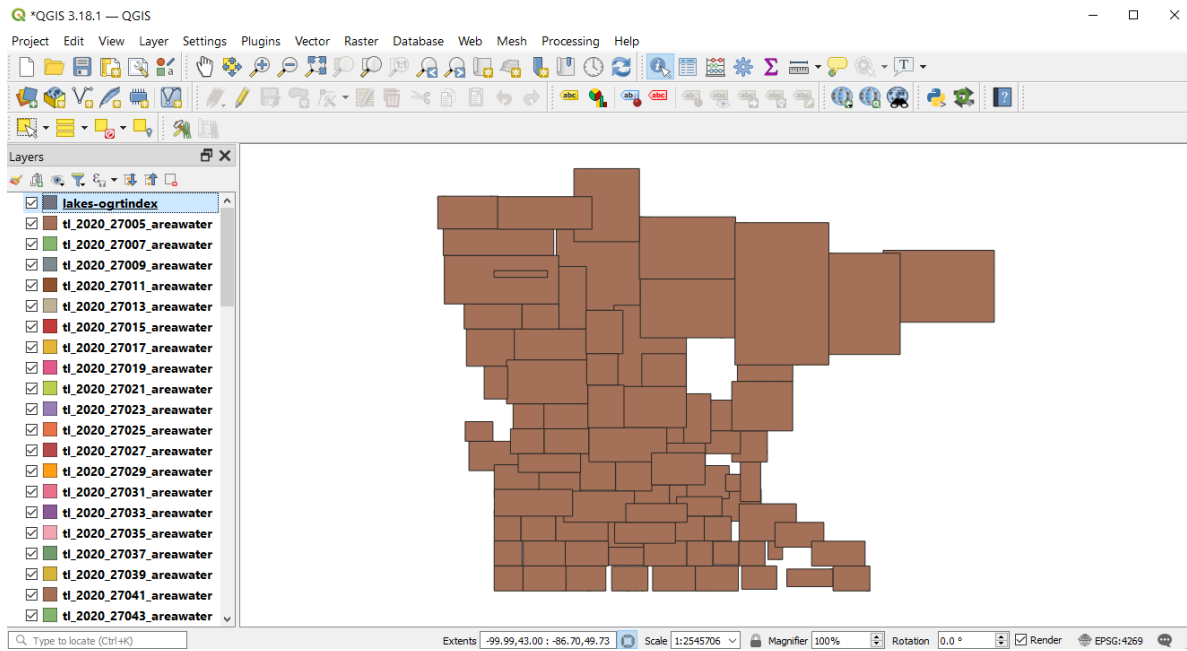 *QGIS 3.18.1 — QGIS
Project Edit View Layer Settings Plugins Vector Raster Database Web Mesh Processing Help
abc abc
Layers
lakes-ogrtindex
tl_2020_27005_areawater
tl_2020_27007_areawater
tl_2020_27009_areawater
tl_2020_27011_areawater
tl_2020_27013_areawater
tl_2020_27015_areawater
tl_2020_27017_areawater
tl_2020_27019_areawater
tl_2020_27021_areawater
tl_2020_27023_areawater
tl_2020_27025_areawater
tl_2020_27027_areawater
tl_2020_27029_areawater
tl_2020_27031_areawater
tl_2020_27033_areawater
tl_2020_27035_areawater
tl_2020_27037_areawater
tl_2020_27039_areawater
tl_2020_27041_areawater
tl_2020_27043_areawater
Type to locate (Ctrl+K) Extents -99.99,43.00 : -86.70,49.73 Scale 1:2545706 Magnifier 100% Rotation 0.0 ° Render EPSG:4269